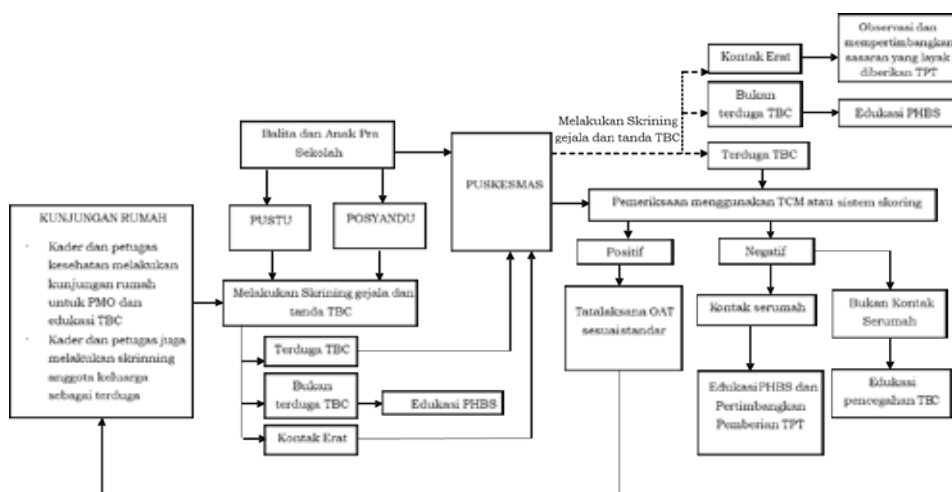 KUNJUNGAN RUMAH
· Kader dan petugas
kesehatan melakukan
kunjungan rumah
untuk PMO dan
edukasi TBC
· Kader dan petugas juga
melakukan skrinning
anggota keluarga
sebagai terduga
Balita dan Anak Pra
Sekolah
PUSTU
POSYANDU
Melakukan Skrining gejala dan
tanda TBC
Terduga TBC
Bukan
terduga TBC
Edukasi PHBS
Kontak Erat
PUSKESMAS
Melakukan Skrining
gejala dan tanda TBC
Kontak Erat
Observasi dan
mempertimbangkan
sasaran yang layak
diberikan TPT
Bukan
terduga TBC
Edukasi PHBS
Terduga TBC
Pemeriksaan menggunakan TCM atau sistem skoring
Positif
Negatif
Tatalaksana OAT
sesuaistandar
Kontak serumah
Bukan Kontak
Serumah
EdukasiPHBS dan
Pertimbangkan
Pemberian TPT
Edukasi
pencegahan TBC